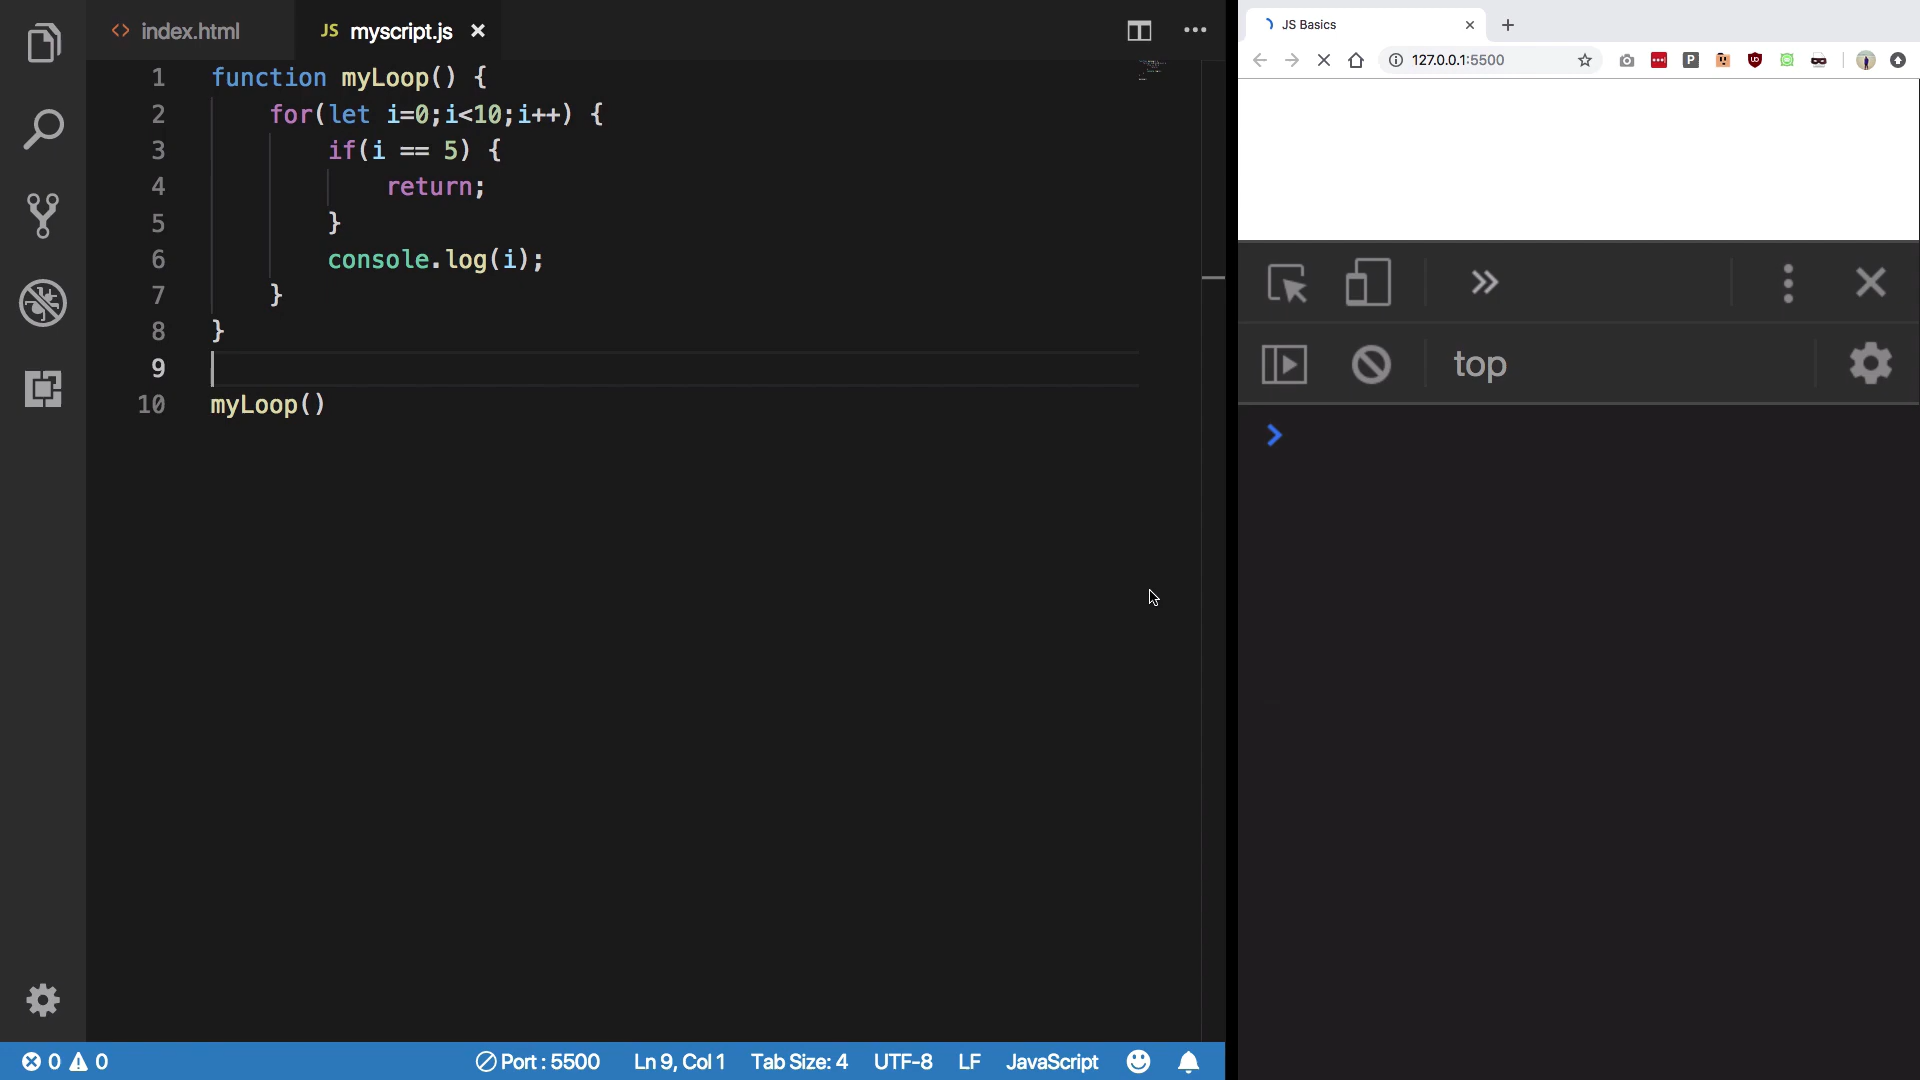 index.html
JS myscript.js
1 function myLoop() {
2 for(let i=0;i<10;i++) {
3 if(i == 5) {
4 return;
5 }
6 console.log(i);
7 }
8 }
9
10 myLoop()
0 0 Port : 5500 Ln 9, Col 1 Tab Size: 4 UTF-8 LF JavaScript
JS Basics
127.0.0.1:5500
top